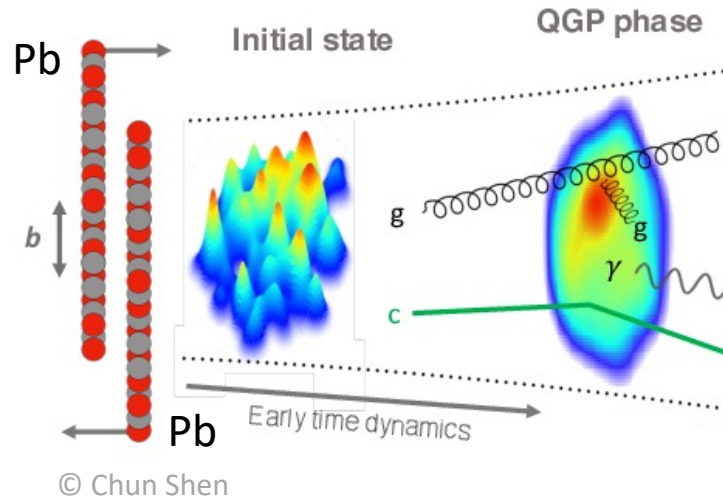 Initial state
QGP phase
Pb
b
g
g
γ
c
Early time dynamics
Pb
© Chun Shen